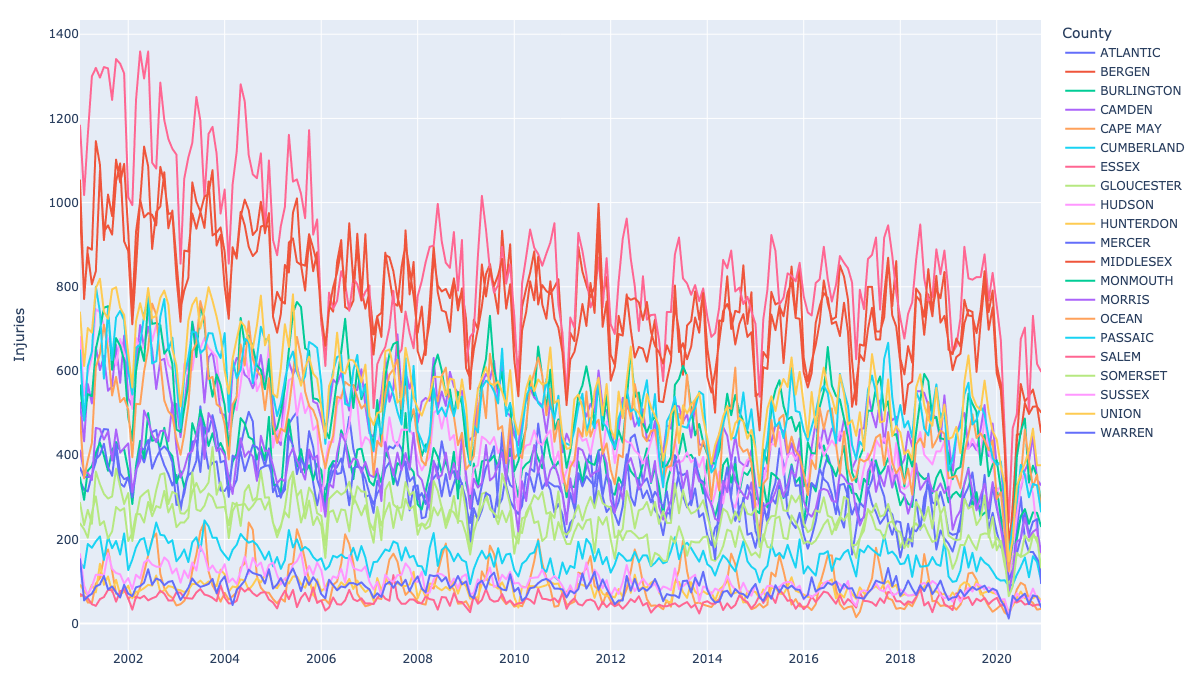 Injuries
1400
1200
1000
800
600
400
200
0
2002 2004 2006 2008 2010 2012 2014 2016 2018 2020
County
ATLANTIC
BERGEN
BURLINGTON
CAMDEN
CAPE MAY
CUMBERLAND
ESSEX
GLOUCESTER
HUDSON
HUNTERDON
MERCER
MIDDLESEX
MONMOUTH
MORRIS
OCEAN
PASSAIC
SALEM
SOMERSET
SUSSEX
UNION
WARREN